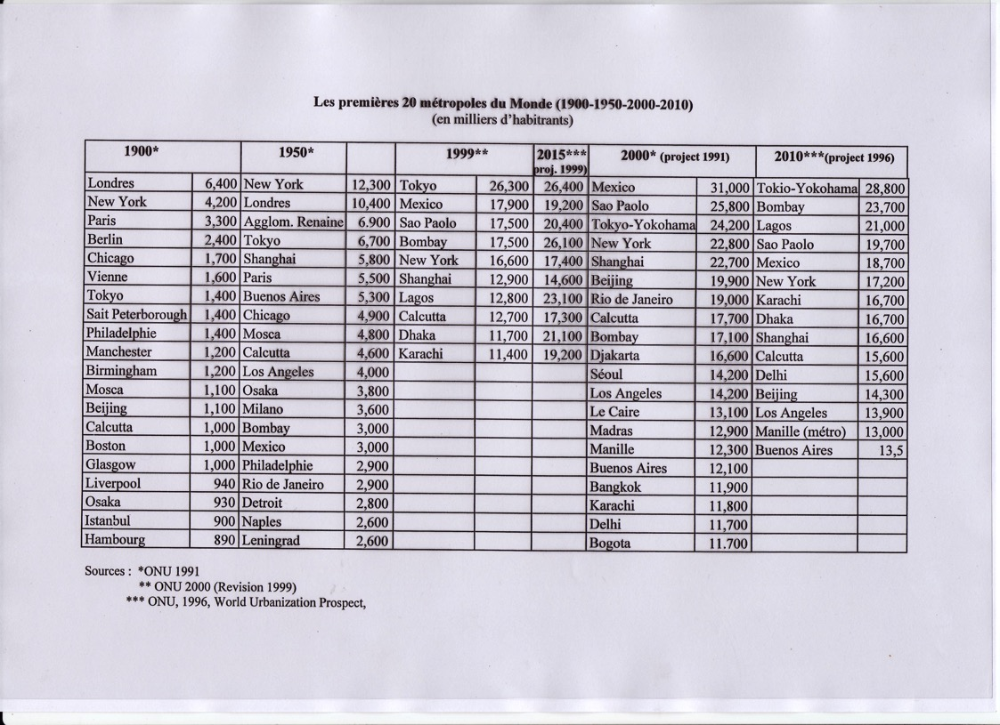 Les premières 20 métropoles du Monde (1900-1950-2000-2010)
(en milliers d'habitrants)
1900* 1950* 1999** 2015*** proj. 1999) 2000* (project 1991) 2010***(project 1996)
Londres 6,400 New York 12,300 Tokyo 26,300 26,400 Mexico 31,000 Tokio-Yokohama 28,800
New York 4,200 Londres 10,400 Mexico 17,900 19,200 Sao Paolo 25,800 Bombay 23,700
Paris 3,300 Agglom. Renaine 6.900 Sao Paolo 17,500 20,400 Tokyo-Yokohama 24,200 Lagos 21,000
Berlin 2,400 Tokyo 6,700 Bombay 17,500 26,100 New York 22,800 Sao Paolo 19,700
Chicago 1,700 Shanghai 5,800 New York 16,600 17,400 Shanghai 22,700 Mexico 18,700
Vienne 1,600 Paris 5,500 Shanghai 12,900 14,600 Beijing 19,900 New York 17,200
Tokyo 1,400 Buenos Aires 5,300 Lagos 12,800 23,100 Rio de Janeiro 19,000 Karachi 16,700
Sait Peterborough 1,400 Chicago 4,900 Calcutta 12,700 17,300 Calcutta 17,700 Dhaka 16,700
Philadelphie 1,400 Mosca 4,800 Dhaka 11,700 21,100 Bombay 17,100 Shanghai 16,600
Manchester 1,200 Calcutta 4,600 Karachi 11,400 19,200 Djakarta 16,600 Calcutta 15,600
Birmingham 1,200 Los Angeles 4,000 Séoul 14,200 Delhi 15,600
Mosca 1,100 Osaka 3,800 Los Angeles 14,200 Beijing 14,300
Beijing 1,100 Milano 3,600 Le Caire 13,100 Los Angeles 13,900
Calcutta 1,000 Bombay 3,000 Madras 12,900 Manille (métro) 13,000
Boston 1,000 Mexico 3,000 Manille 12,300 Buenos Aires 13,5
Glasgow 1,000 Philadelphie 2,900 Buenos Aires 12,100
Liverpool 940 Rio de Janeiro 2,900 Bangkok 11,900
Osaka 930 Detroit 2,800 Karachi 11,800
Istanbul 900 Naples 2,600 Delhi 11,700
Hambourg 890 Leningrad 2,600 Bogota 11.700
Sources : *ONU 1991
** ONU 2000 (Revision 1999)
*** ONU, 1996, World Urbanization Prospect,